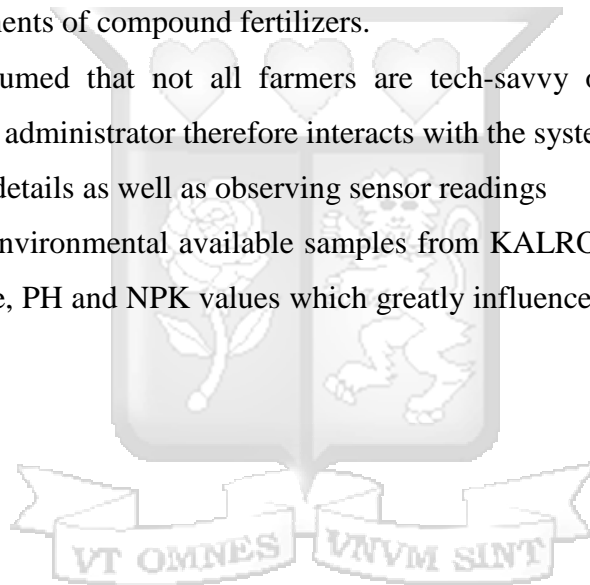 ents of compound fertilizers.
umed that not all farmers are tech-savvy
administrator therefore interacts with the syste
details as well as observing sensor readings
nvironmental available samples from KALRO
e, PH and NPK values which greatly influence
VT OMNES VNVM SINT